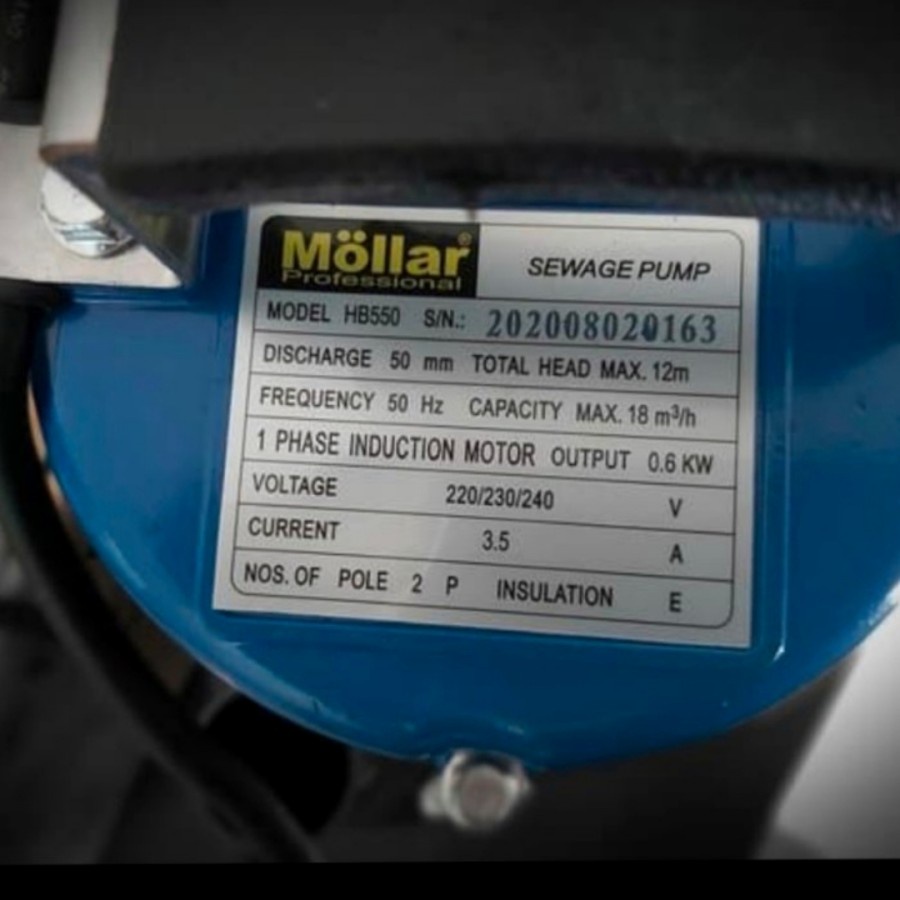 Möllar®
Professional
SEWAGE PUMP
MODEL HB550 S/N.: 202008020163
DISCHARGE 50 mm TOTAL HEAD MAX. 12m
FREQUENCY 50 Hz CAPACITY MAX. 18 m³/h
1 PHASE INDUCTION MOTOR OUTPUT 0.6 KW
VOLTAGE 220/230/240 V
CURRENT 3.5 A
NOS. OF POLE 2 P INSULATION E